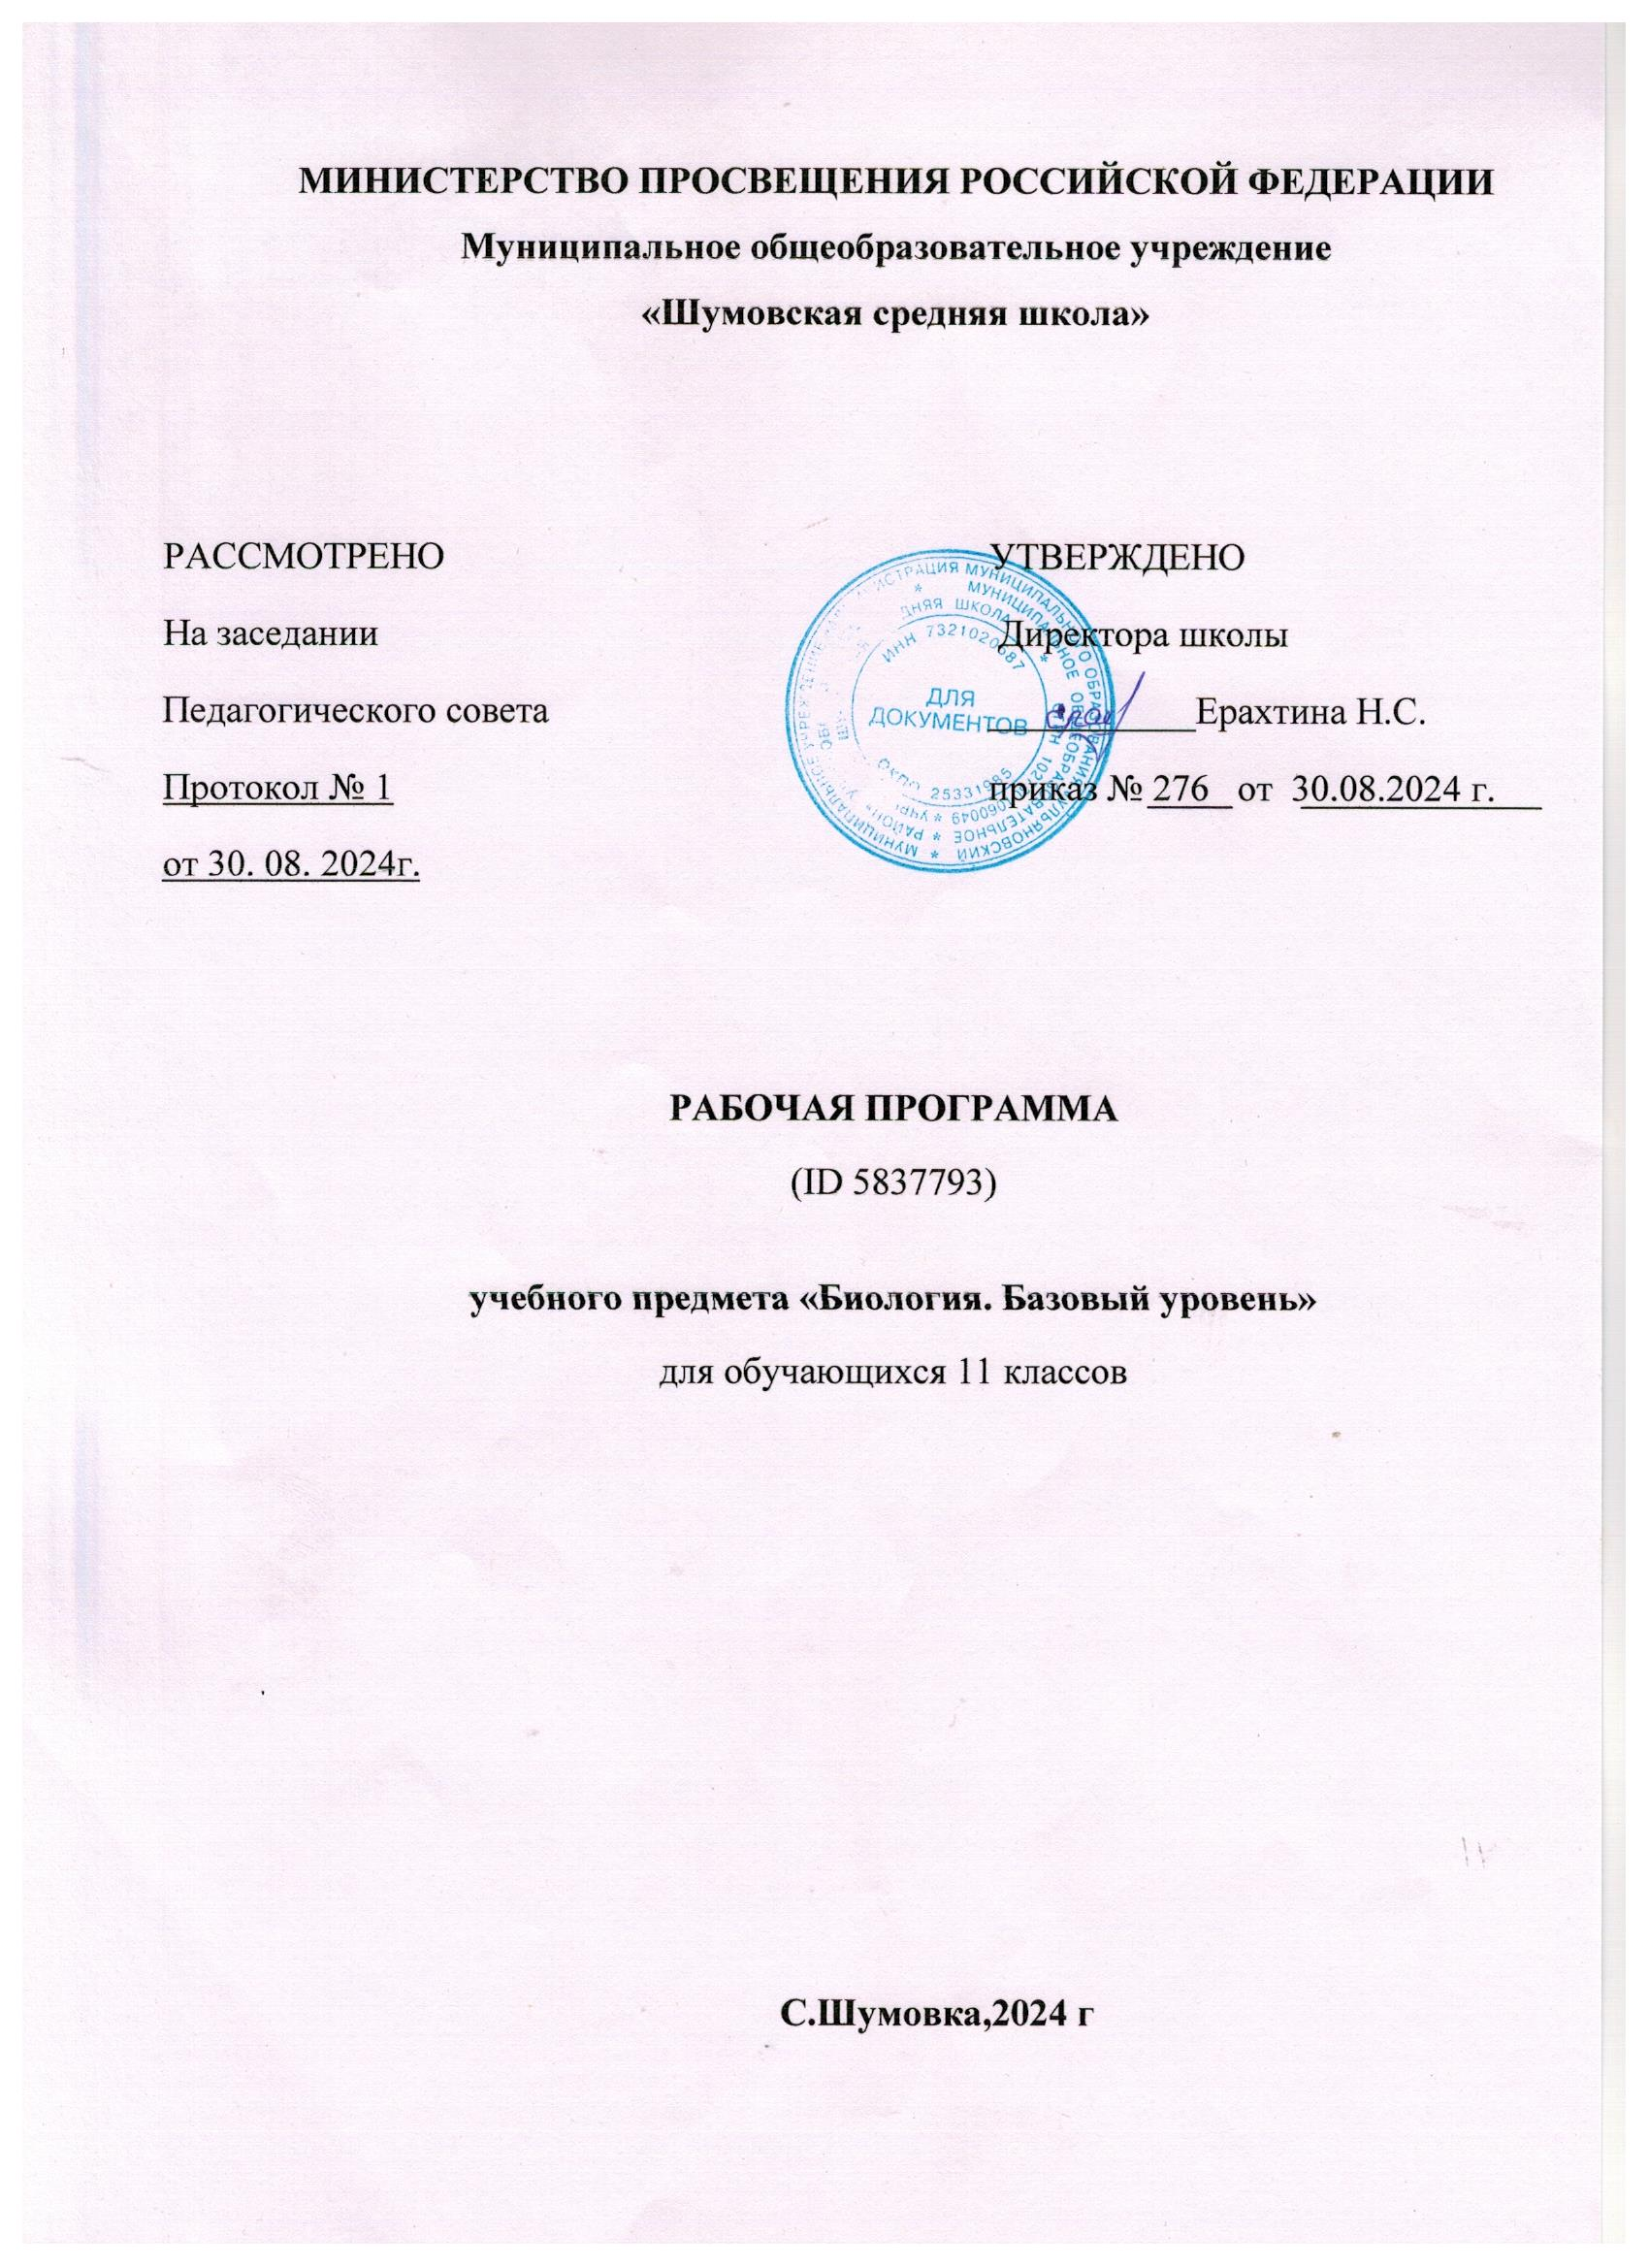 МИНИСТЕРСТВО ПРОСВЕЩЕНИЯ РОССИЙСКОЙ ФЕДЕРАЦИИ
Муниципальное общеобразовательное учреждение
«Шумовская средняя школа»
РАССМОТРЕНО
На заседании
Педагогического совета
Протокол № 1
от 30. 08. 2024г.
УТВЕРЖДЕНО
Директора школы
Ерахтина Н.С.
приказ № 276 от 30.08.2024 г.
ДЛЯ
ДОКУМЕНТОВ
РАБОЧАЯ ПРОГРАММА
(ID 5837793)
учебного предмета «Биология. Базовый уровень»
для обучающихся 11 классов
С.Шумовка,2024 г